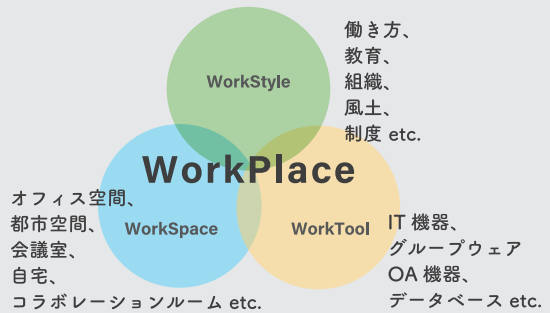 WorkStyle
働き方、
教育、
組織、
風土、
制度 etc.
WorkPlace
WorkSpace
オフィス空間、
都市空間、
会議室、
自宅、
コラボレーションルーム etc.
WorkTool
IT 機器、
グループウェア
OA 機器、
データベース etc.